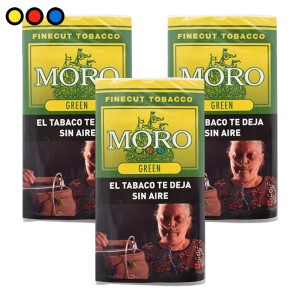 FINECUT TOBACCO
MORO
GREEN
EL TABACO TE DEJA
SIN AIRE
FINECUT TOBACCO
MORO
GREEN
EL TABACO TE DEJA
SIN AIRE
FINECUT TOBACCO
MORO
GREEN
EL TABACO TE DEJA
SIN AIRE